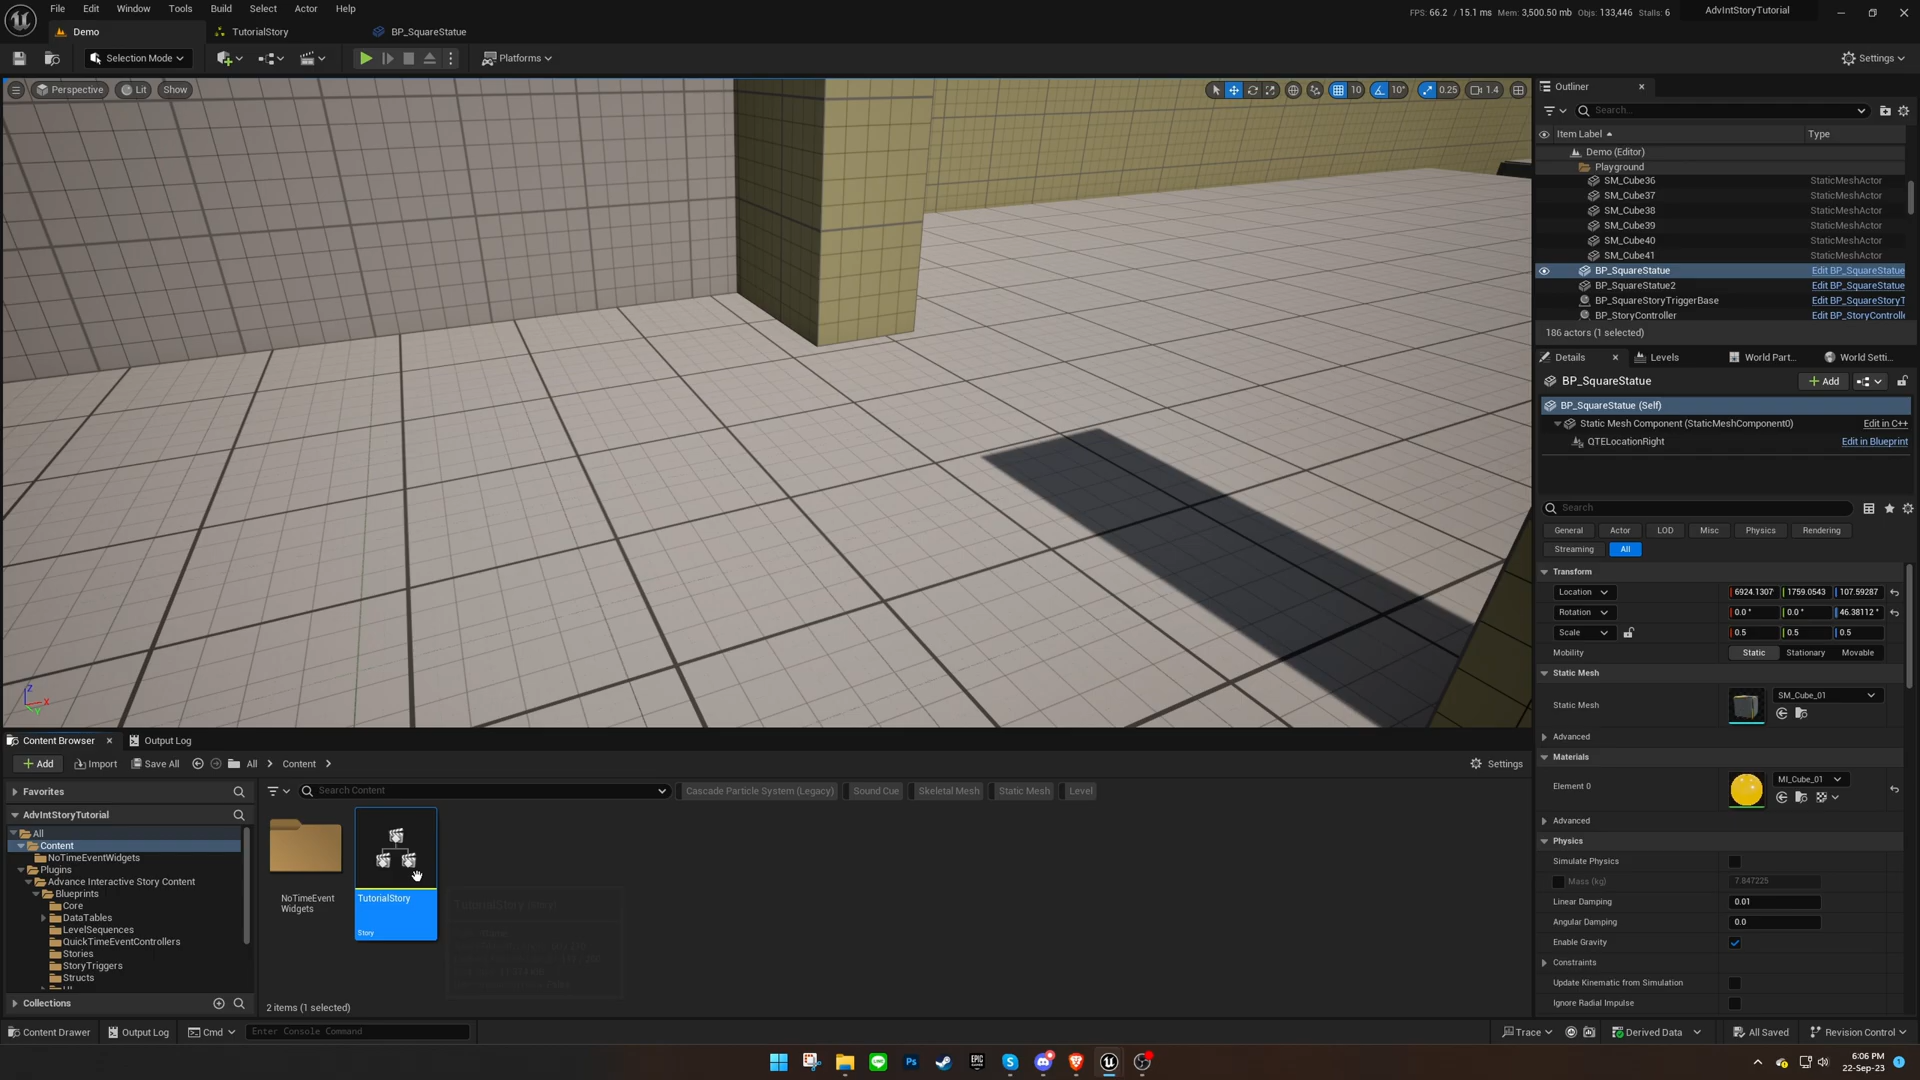 File Edit Window Tools Build Select Actor Help
FPS: 66.2 / 15.1 ms Mem: 3,500.50 mb Objs: 133,446 Stalls: 6 AdvIntStoryTutorial
Demo TutorialStory BP_SquareStatue
Selection Mode Platforms Settings
Perspective Lit Show 10 10° 0.25 1.4
Outliner
Search...
Item Label Type
Demo (Editor)
Playground
SM_Cube36 StaticMeshActor
SM_Cube37 StaticMeshActor
SM_Cube38 StaticMeshActor
SM_Cube39 StaticMeshActor
SM_Cube40 StaticMeshActor
SM_Cube41 StaticMeshActor
BP_SquareStatue Edit BP_SquareStatue
BP_SquareStatue2 Edit BP_SquareStatue
BP_SquareStoryTriggerBase Edit BP_SquareStoryT
BP_StoryController Edit BP_StoryControlle
186 actors (1 selected)
Details Levels World Part... World Setti...
BP_SquareStatue Add
BP_SquareStatue (Self)
Static Mesh Component (StaticMeshComponent0) Edit in C++
QTELocationRight Edit in Blueprint
Search
General Actor LOD Misc Physics Rendering
Streaming All
Transform
Location 6924.1307 1759.0543 107.59287
Rotation 0.0 ° 0.0 ° 46.38112 °
Scale 0.5 0.5 0.5
Mobility Static Stationary Movable
Static Mesh
Static Mesh SM_Cube_01
Advanced
Materials
Element 0 MI_Cube_01
Advanced
Physics
Simulate Physics
Mass (kg) 7.847225
Linear Damping 0.01
Angular Damping 0.0
Enable Gravity
Constraints
Update Kinematic from Simulation
Ignore Radial Impulse
Z X Y
Content Browser Output Log
Add Import Save All All Content Settings
Favorites
AdvIntStoryTutorial
All
Content
NoTimeEventWidgets
Plugins
Advance Interactive Story Content
Blueprints
Core
DataTables
LevelSequences
QuickTimeEventControllers
Stories
StoryTriggers
Structs
Collections
Search Content Cascade Particle System (Legacy) Sound Cue Skeletal Mesh Static Mesh Level
NoTimeEvent
Widgets
TutorialStory
Story
2 items (1 selected)
Content Drawer Output Log Cmd Enter Console Command Trace Derived Data All Saved Revision Control
Ps
EPIC
GAMES
6:06 PM
22-Sep-23
1